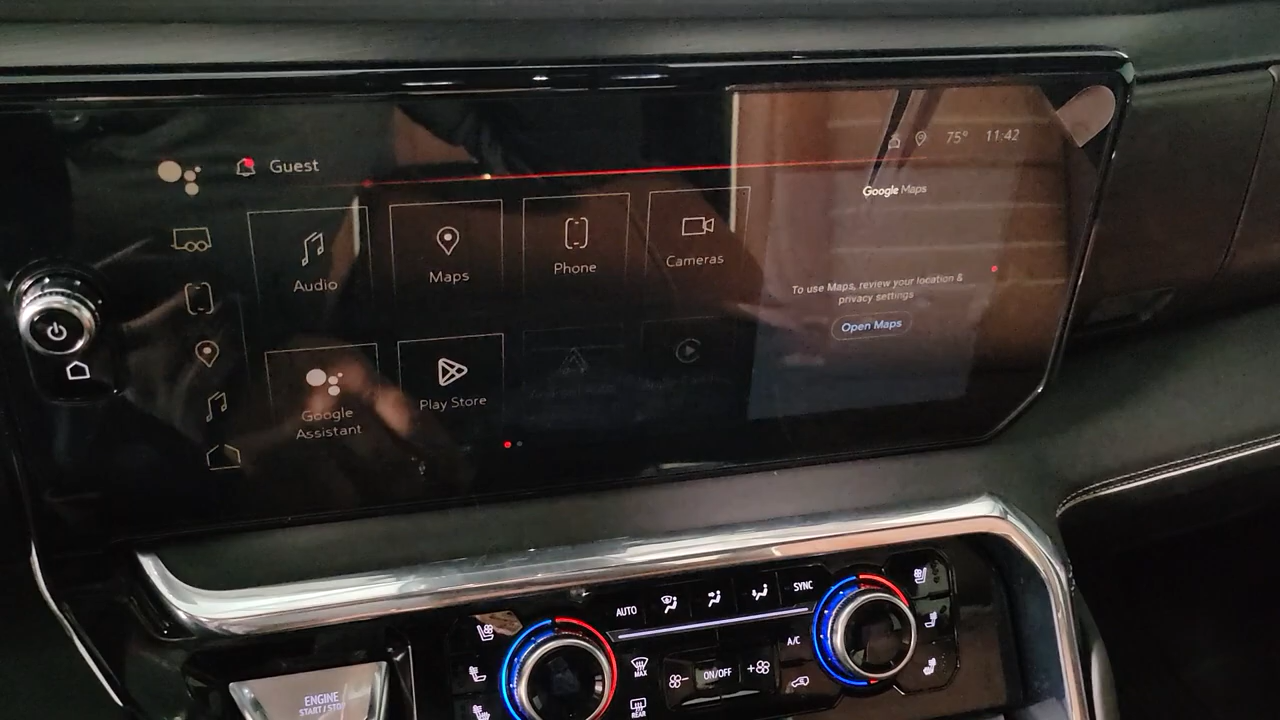 Guest
75° 11:42
Google Maps
Audio
Maps
Phone
Cameras
To use Maps, review your location &
privacy settings
Open Maps
Google
Assistant
Play Store
SYNC
AUTO
A/C
MAX
ON/OFF
REAR
ENGINE
START / STOP